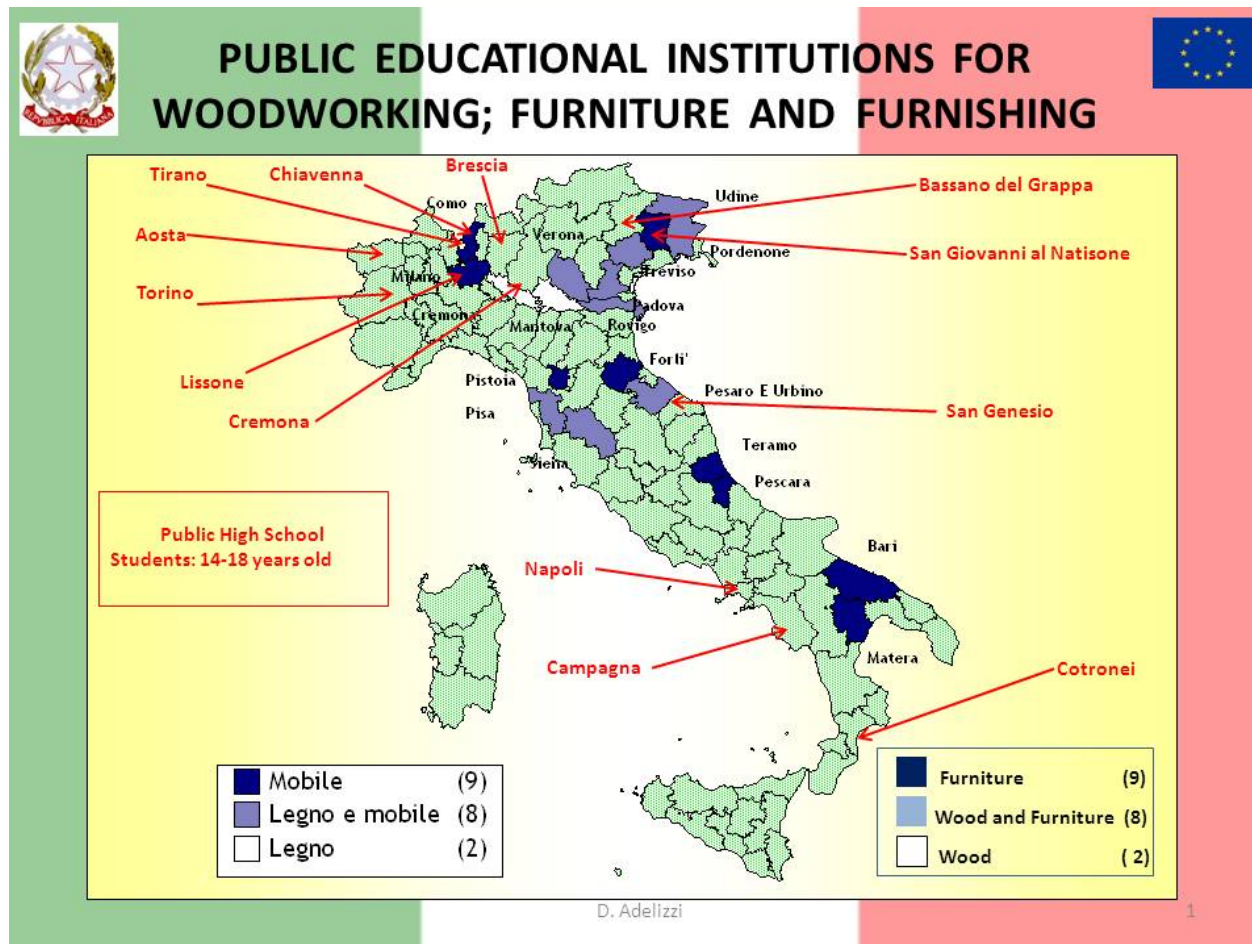 PUBLIC EDUCATIONAL INSTITUTIONS FOR
WOODWORKING; FURNITURE AND FURNISHING
Tirano
Chiavenna
Brescia
Bassano del Grappa
Como
Udine
Aosta
Verona
Pordenone
San Giovanni al Natisone
Milano
Treviso
Torino
Padova
Cremona
Mantova
Rovigo
Forli'
Lissone
Pistoia
Pesaro E Urbino
Cremona
Pisa
San Genesio
Teramo
Siena
Pescara
Public High School
Students: 14-18 years old
Bari
Napoli
Campagna
Matera
Cotronei
Mobile (9)
Legno e mobile (8)
Legno (2)
Furniture (9)
Wood and Furniture (8)
Wood ( 2)
D. Adelizzi
1